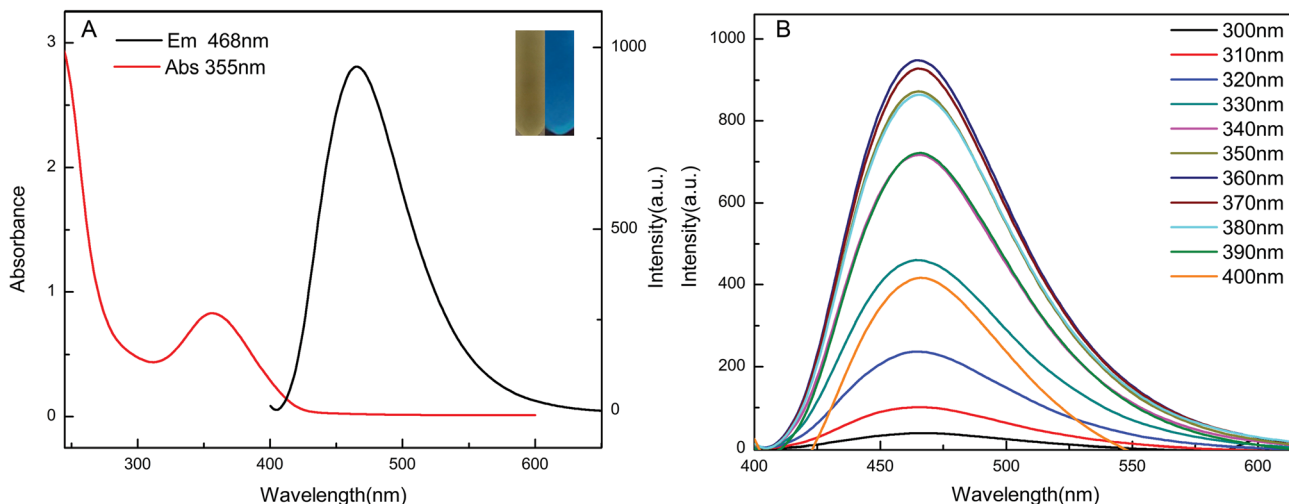 A
Em 468nm
Abs 355nm
3
2
1
0
Absorbance
300
400
500
600
Wavelength(nm)
1000
500
0
Intensity(a.u.)
B
1000
800
600
400
200
0
Intensity(a.u.)
400
450
500
550
600
Wavelength(nm)
300nm
310nm
320nm
330nm
340nm
350nm
360nm
370nm
380nm
390nm
400nm